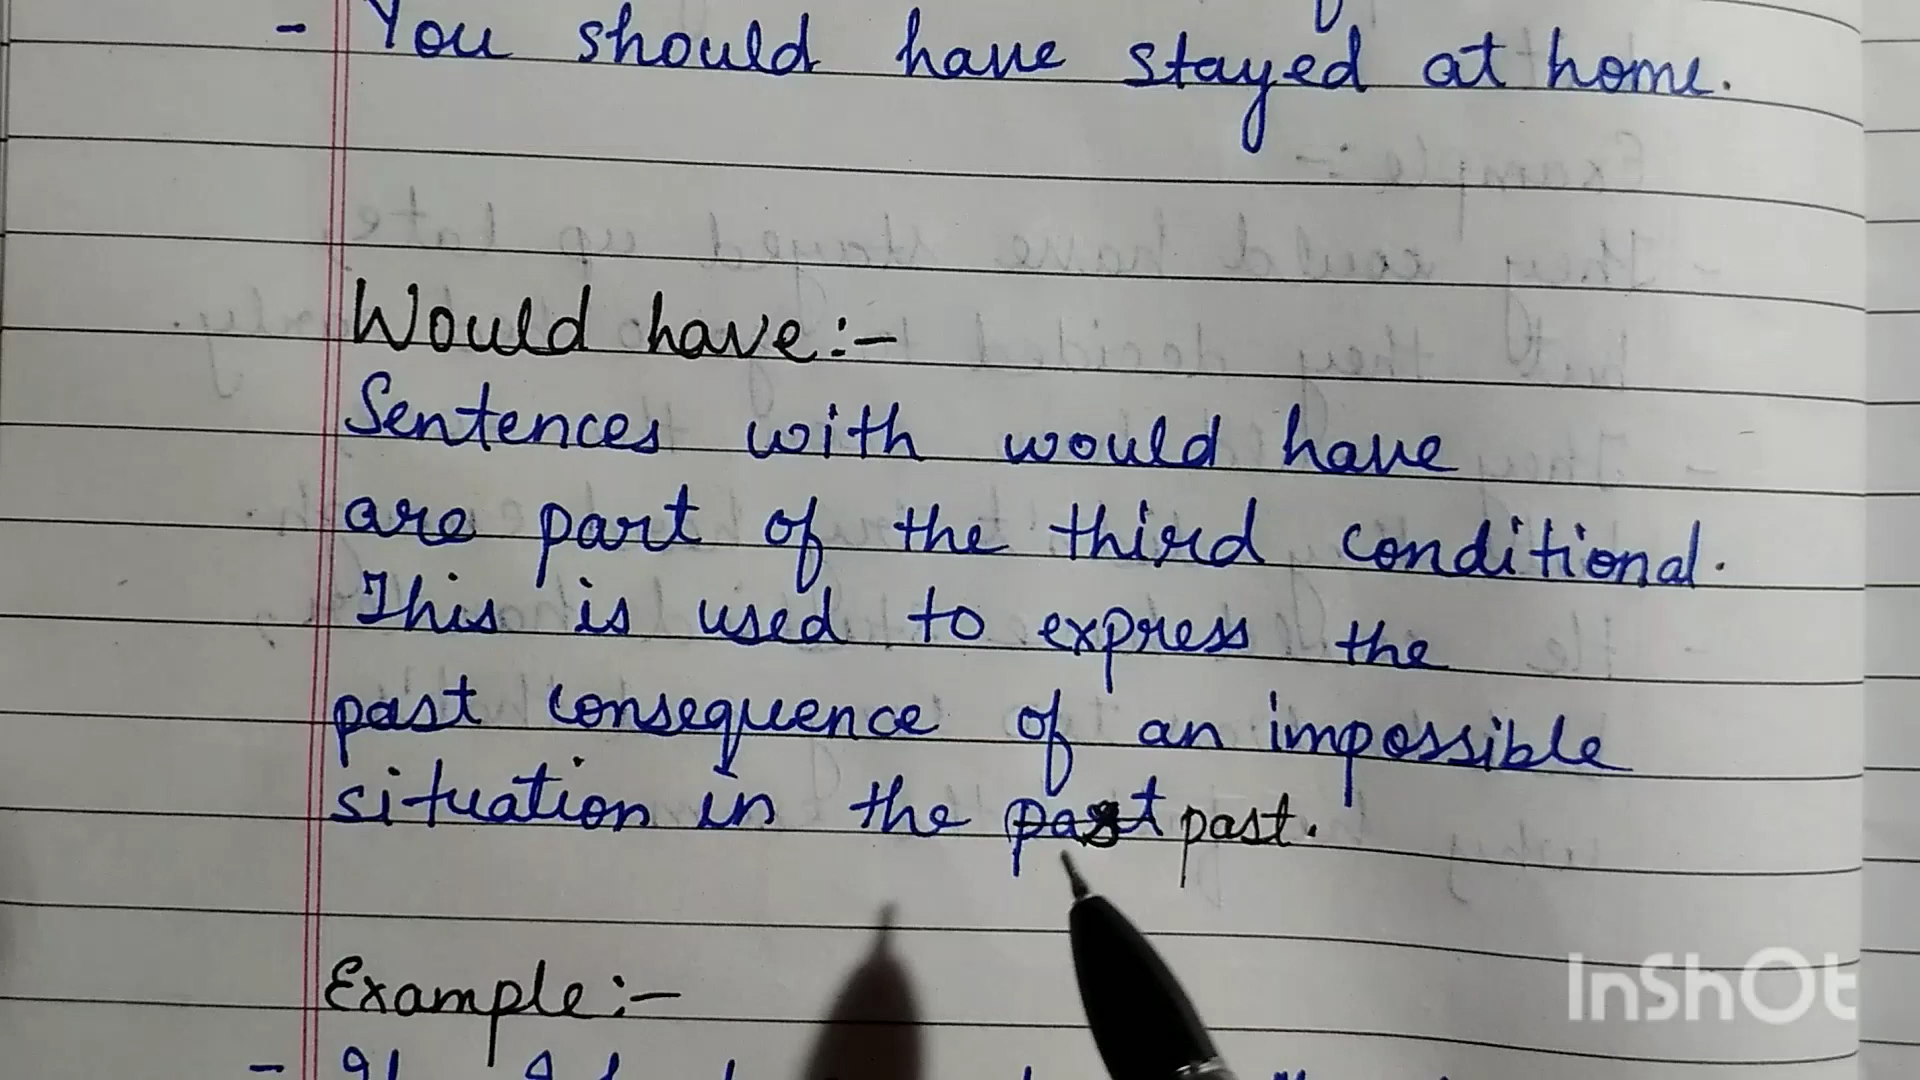 - You should have stayed at home.
Would have:-
Sentences with would have
are part of the third conditional.
This is used to express the
past consequence of an impossible
situation in the past past.
Example:-
InShOt